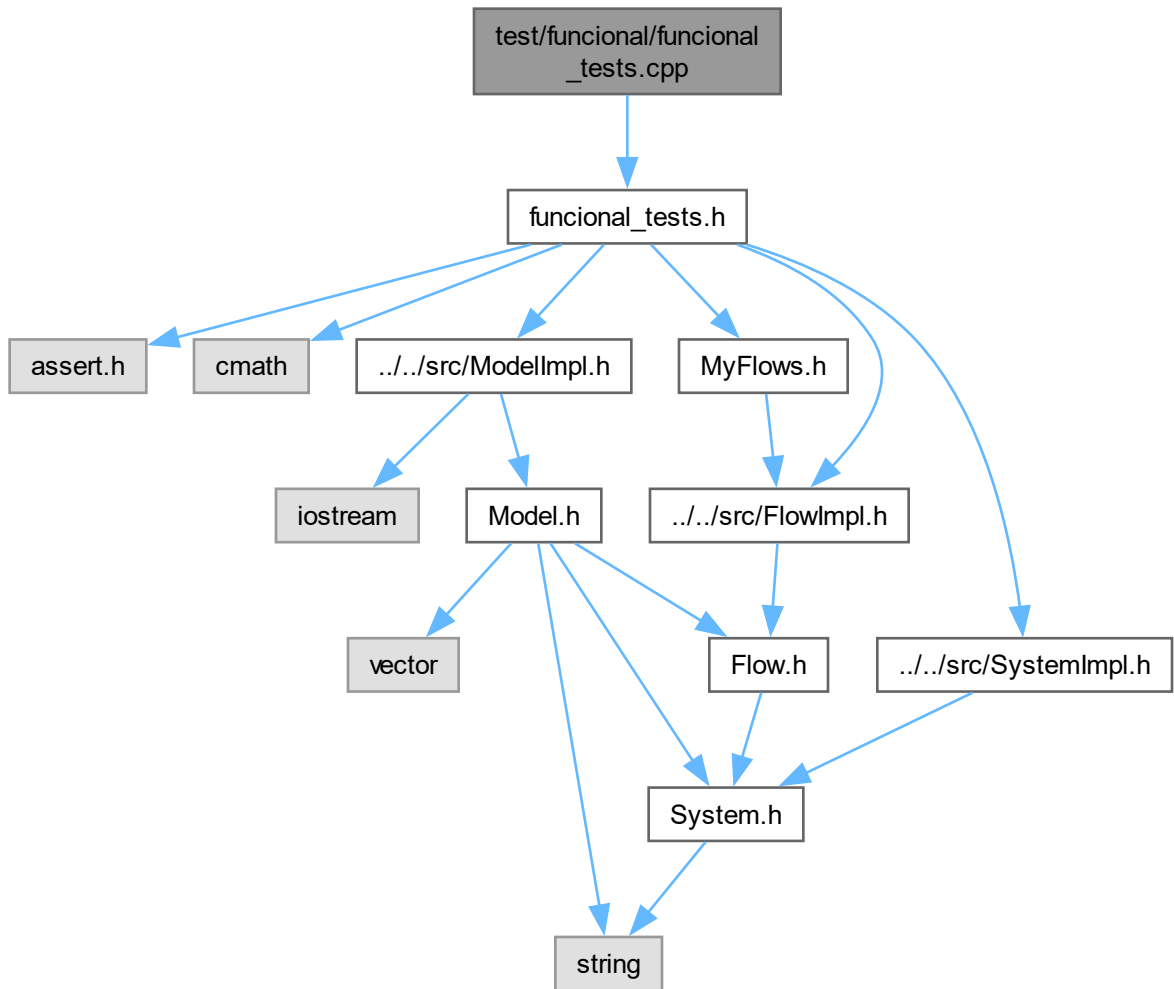 test/funcional/funcional
_tests.cpp
funcional_tests.h
assert.h
cmath
../../src/ModelImpl.h
MyFlows.h
iostream
Model.h
../../src/FlowImpl.h
vector
Flow.h
../../src/SystemImpl.h
System.h
string